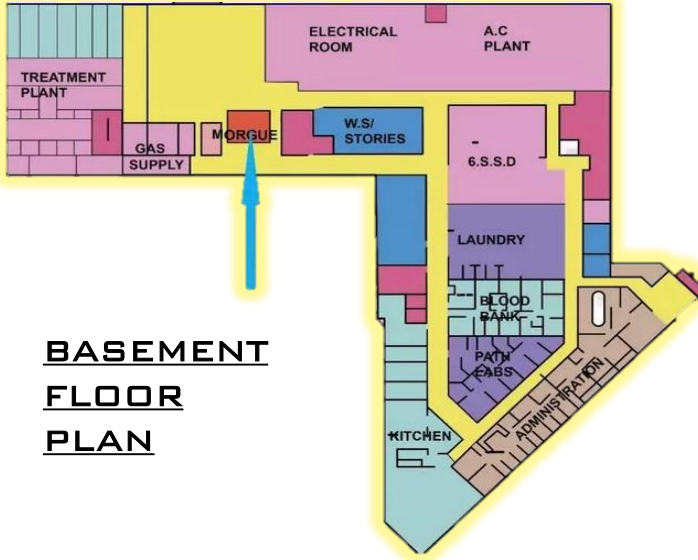 ELECTRICAL
ROOM
A.C
PLANT
TREATMENT
PLANT
MORGUE
W.S/
STORIES
GAS
SUPPLY
6.S.S.D
LAUNDRY
BLOOD
BANK
PATH
LABS
ADMINISTRATION
KITCHEN
BASEMENT
FLOOR
PLAN